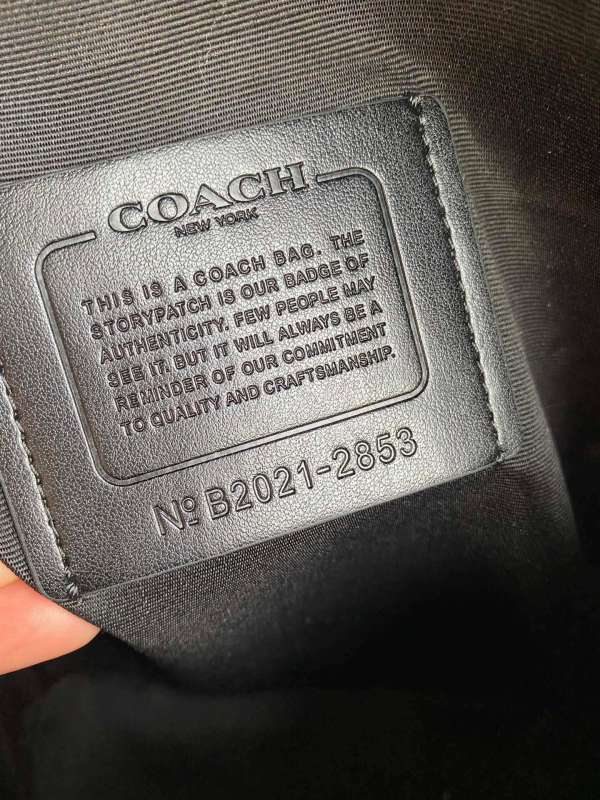 COACH
NEW YORK
THIS IS A COACH BAG. THE
STORYPATCH IS OUR BADGE OF
AUTHENTICITY. FEW PEOPLE MAY
SEE IT. BUT IT WILL ALWAYS BE A
REMINDER OF OUR COMMITMENT
TO QUALITY AND CRAFTSMANSHIP.
Nº B2021-2853